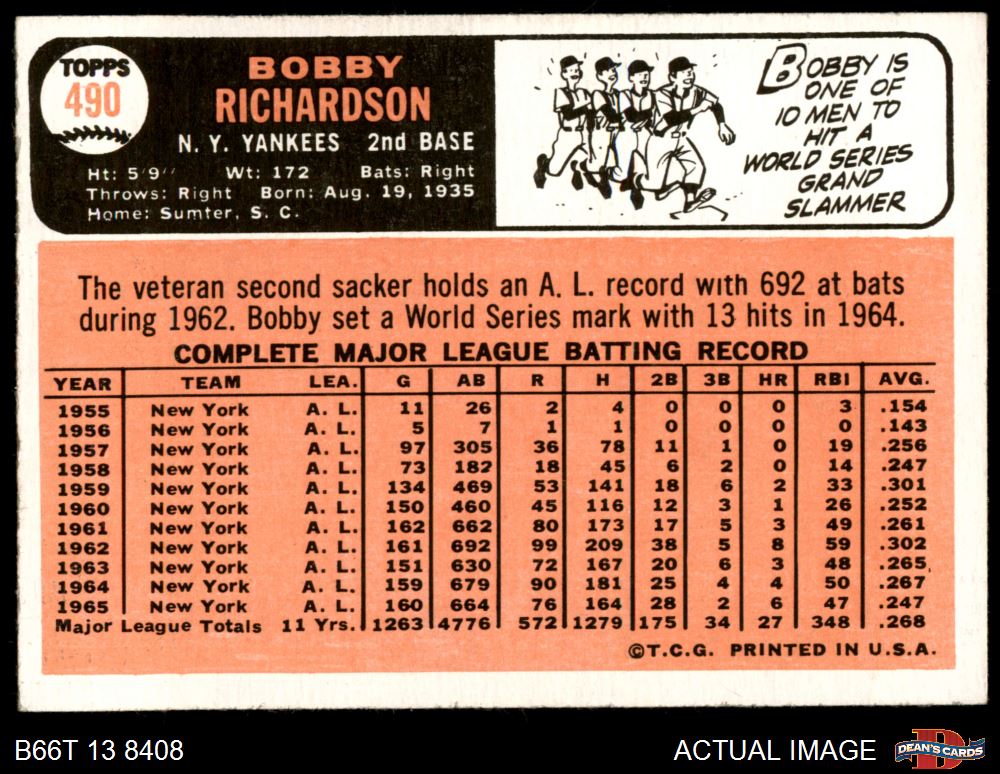 TOPPS
490
BOBBY
RICHARDSON
N. Y. YANKEES 2nd BASE
Ht: 5'9" Wt: 172 Bats: Right
Throws: Right Born: Aug. 19, 1935
Home: Sumter, S. C.
BOBBY IS
ONE OF
10 MEN TO
HIT A
WORLD SERIES
GRAND
SLAMMER
The veteran second sacker holds an A. L. record with 692 at bats
during 1962. Bobby set a World Series mark with 13 hits in 1964.
COMPLETE MAJOR LEAGUE BATTING RECORD
YEAR TEAM LEA. G AB R H 2B 3B HR RBI AVG.
1955 New York A. L. 11 26 2 4 0 0 0 3 .154
1956 New York A. L. 5 7 1 1 0 0 0 0 .143
1957 New York A. L. 97 305 36 78 11 1 0 19 .256
1958 New York A. L. 73 182 18 45 6 2 0 14 .247
1959 New York A. L. 134 469 53 141 18 6 2 33 .301
1960 New York A. L. 150 460 45 116 12 3 1 26 .252
1961 New York A. L. 162 662 80 173 17 5 3 49 .261
1962 New York A. L. 161 692 99 209 38 5 8 59 .302
1963 New York A. L. 151 630 72 167 20 6 3 48 .265
1964 New York A. L. 159 679 90 181 25 4 4 50 .267
1965 New York A. L. 160 664 76 164 28 2 6 47 .247
Major League Totals 11 Yrs. 1263 4776 572 1279 175 34 27 348 .268
©T.C.G. PRINTED IN U.S.A.
B66T 13 8408
ACTUAL IMAGE
DEAN'S CARDS